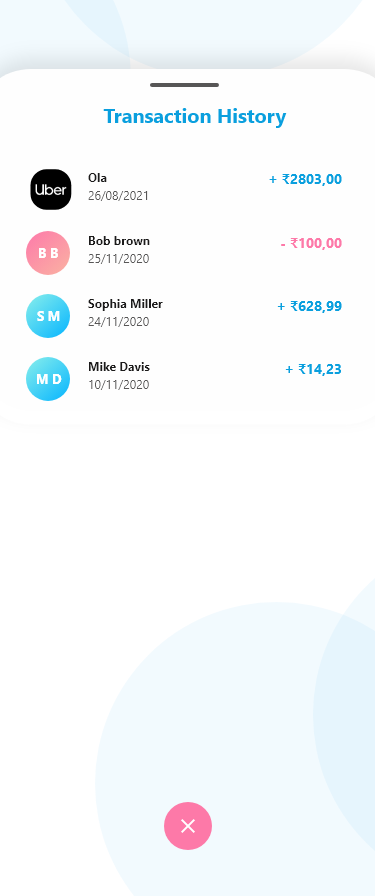 Transaction History
Uber
Ola
26/08/2021
+ ₹2803,00
B B
Bob brown
25/11/2020
- ₹100,00
S M
Sophia Miller
24/11/2020
+ ₹628,99
M D
Mike Davis
10/11/2020
+ ₹14,23